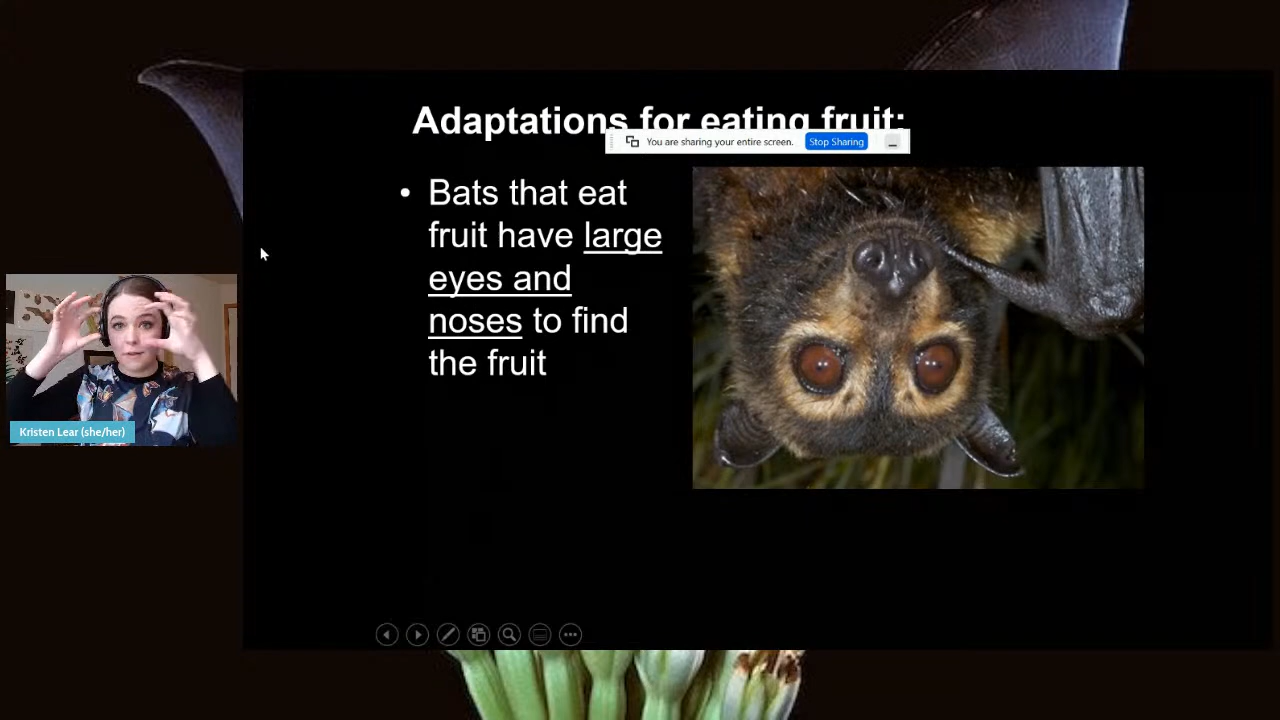 Adaptations for eating fruit:
You are sharing your entire screen.
Stop Sharing
• Bats that eat
fruit have large
eyes and
noses to find
the fruit
Kristen Lear (she/her)